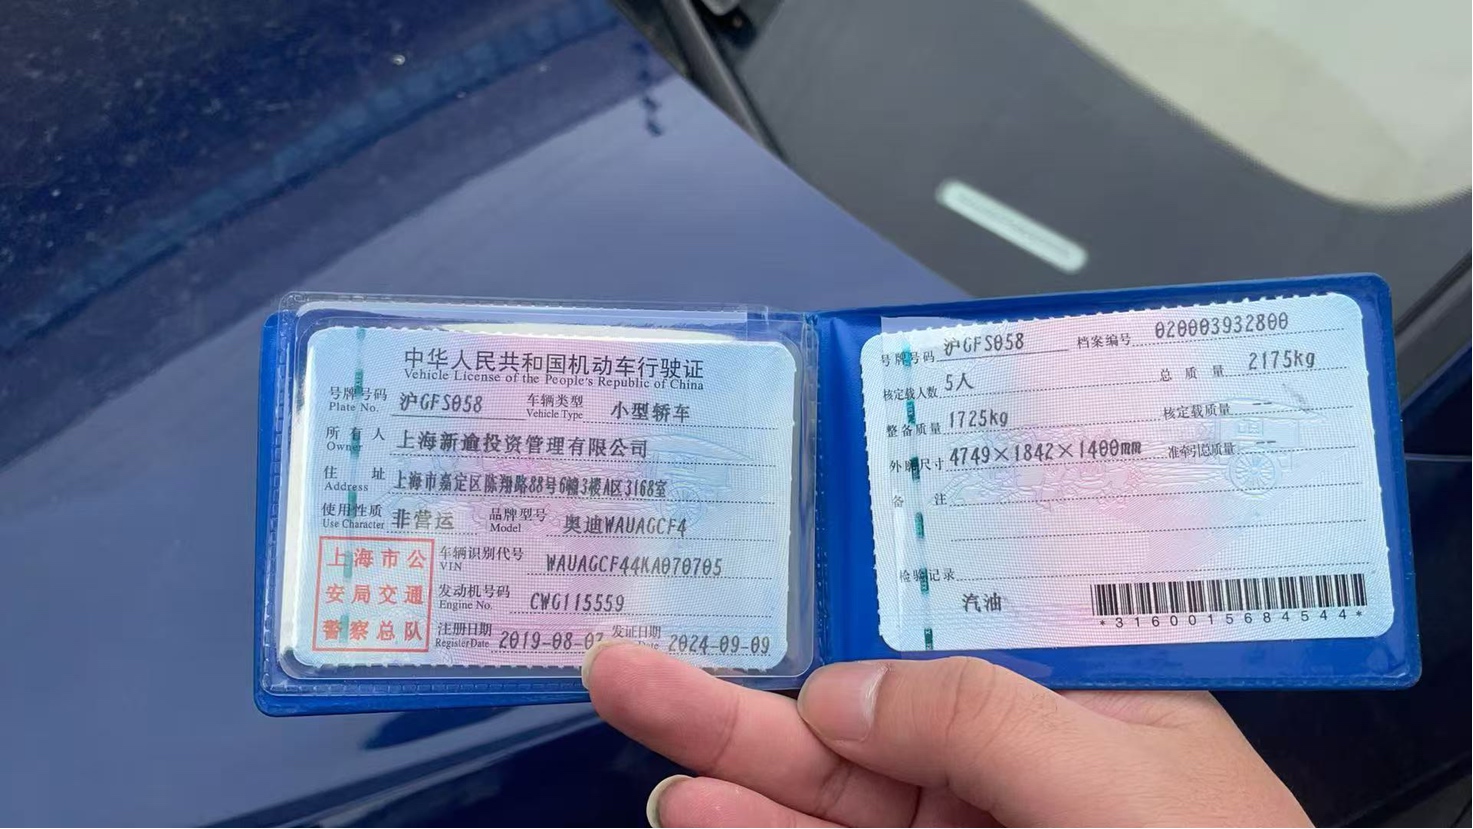 中华人民共和国机动车行驶证
Vehicle License of the People's Republic of China
号牌号码 沪GFS058 车辆类型 小型轿车
Plate No. Vehicle Type
所有人 上海新逾投资管理有限公司
Owner
住址 上海市嘉定区陈翔路88号6幢3楼A区3168室
Address
使用性质 非营运 品牌型号 奥迪WAUAGCF4
Use Character Model
上海市公
安局交通
警察总队
车辆识别代号 WAUAGCF44KA070705
VIN
发动机号码 CWG115559
Engine No.
注册日期 2019-08-07 发证日期 2024-09-09
Register Date Date
号牌号码 沪GFS058 档案编号 020003932800
核定载人数 5人 总质量 2175kg
整备质量 1725kg 核定载质量 --
外廓尺寸 4749×1842×1400mm 准牵引总质量 --
备注
检验记录
汽油
*3160015684544*